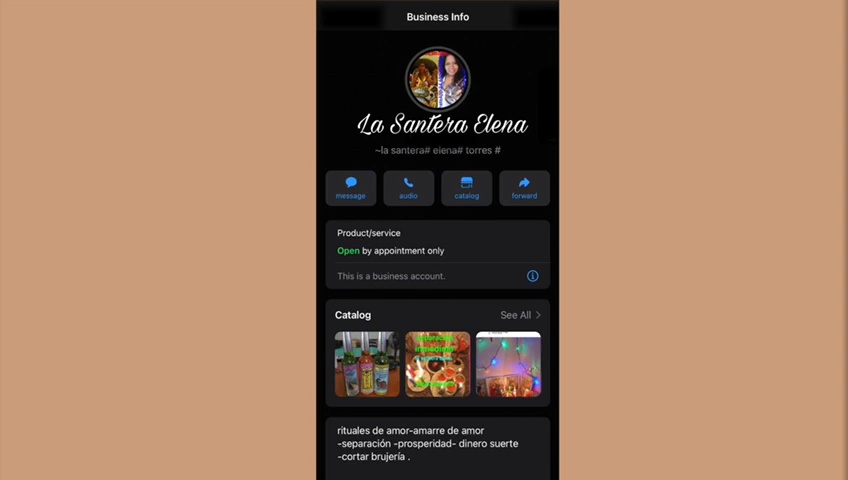 Business Info
La Santera Elena
~la santera# elena# torres #
message
audio
catalog
forward
Product/service
Open by appointment only
This is a business account.
Catalog
See All
rituales de amor-amarre de amor
-separación -prosperidad- dinero suerte
-cortar brujería .